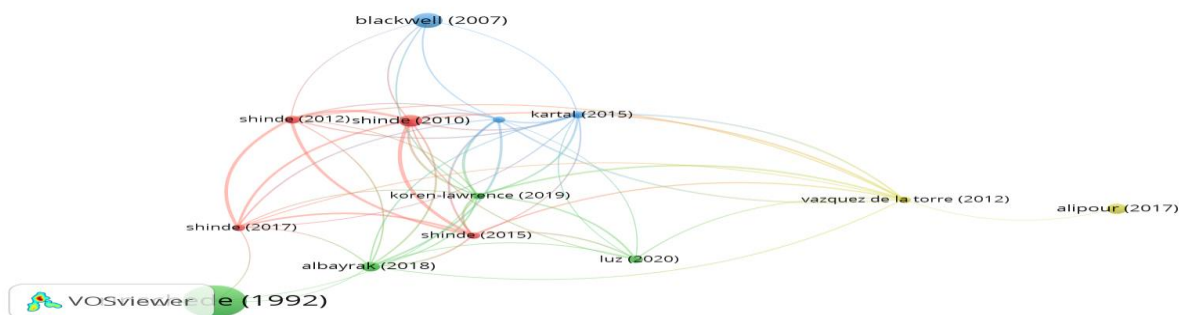 blackwell (2007)
shinde (2012)
shinde (2010)
kartal (2015)
koren-lawrence (2019)
vazquez de la torre (2012)
alipour (2017)
shinde (2017)
shinde (2015)
luz (2020)
albayrak (2018)
VOSviewer
de (1992)